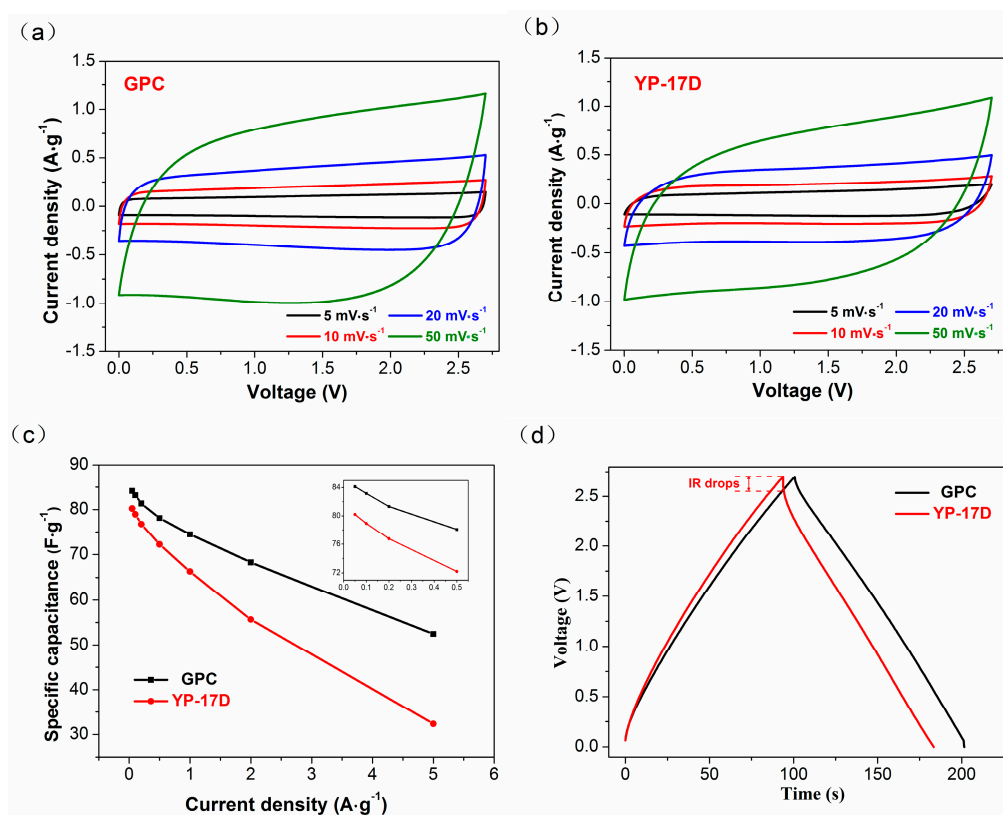 (a)
GPC
1.5
1.0
0.5
0.0
-0.5
-1.0
-1.5
Current density (A·g⁻¹)
5 mV·s⁻¹ 20 mV·s⁻¹
10 mV·s⁻¹ 50 mV·s⁻¹
0.0 0.5 1.0 1.5 2.0 2.5
Voltage (V)
(b)
YP-17D
1.5
1.0
0.5
0.0
-0.5
-1.0
-1.5
Current density (A·g⁻¹)
5 mV·s⁻¹ 20 mV·s⁻¹
10 mV·s⁻¹ 50 mV·s⁻¹
0.0 0.5 1.0 1.5 2.0 2.5
Voltage (V)
(c)
90
80
70
60
50
40
30
Specific capacitance (F·g⁻¹)
84
80
76
72
0.0 0.1 0.2 0.3 0.4 0.5
GPC
YP-17D
0 1 2 3 4 5 6
Current density (A·g⁻¹)
(d)
2.5
2.0
1.5
1.0
0.5
0.0
Voltage (V)
IR drops
GPC
YP-17D
0 50 100 150 200
Time (s)